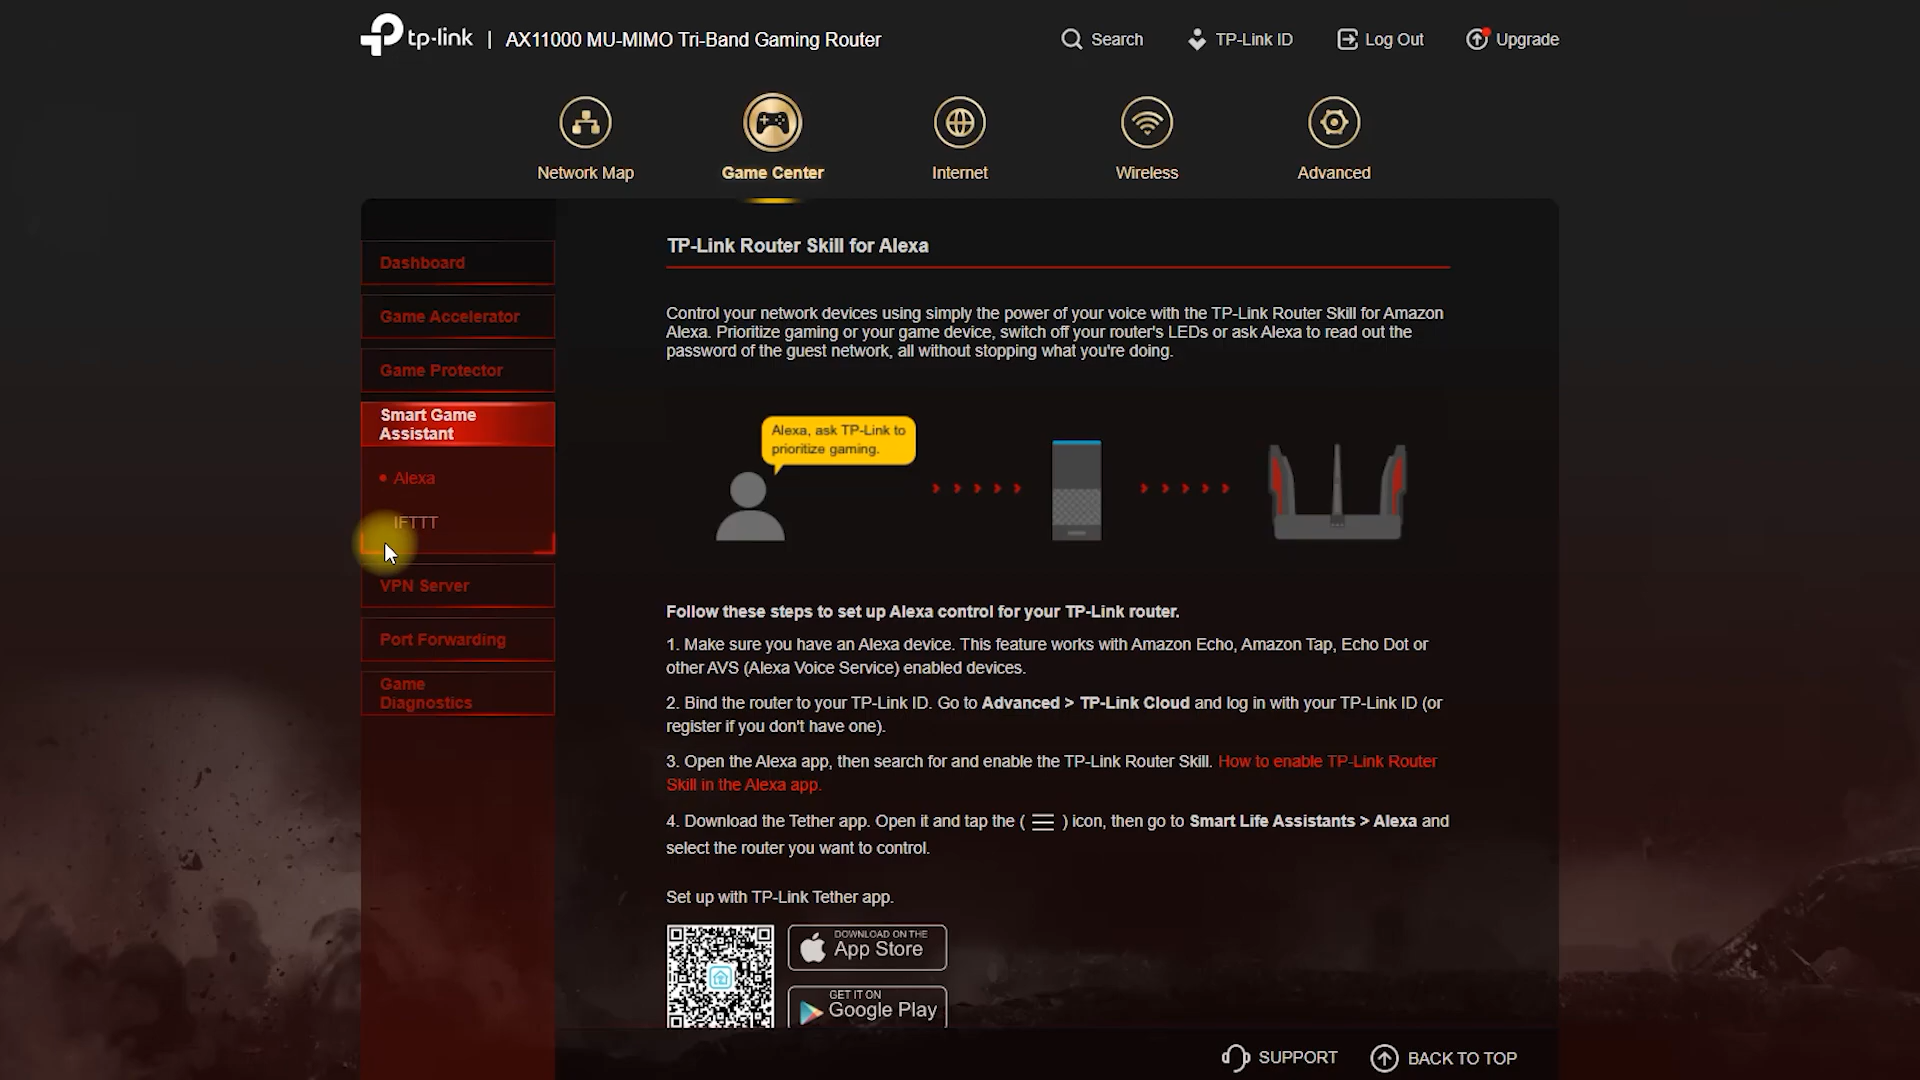 tp-link | AX11000 MU-MIMO Tri-Band Gaming Router
Search
TP-Link ID
Log Out
Upgrade
Network Map
Game Center
Internet
Wireless
Advanced
Dashboard
Game Accelerator
Game Protector
Smart Game
Assistant
• Alexa
IFTTT
VPN Server
Port Forwarding
Game
Diagnostics
TP-Link Router Skill for Alexa
Control your network devices using simply the power of your voice with the TP-Link Router Skill for Amazon
Alexa. Prioritize gaming or your game device, switch off your router's LEDs or ask Alexa to read out the
password of the guest network, all without stopping what you're doing.
Alexa, ask TP-Link to
prioritize gaming.
Follow these steps to set up Alexa control for your TP-Link router.
1. Make sure you have an Alexa device. This feature works with Amazon Echo, Amazon Tap, Echo Dot or
other AVS (Alexa Voice Service) enabled devices.
2. Bind the router to your TP-Link ID. Go to Advanced > TP-Link Cloud and log in with your TP-Link ID (or
register if you don't have one).
3. Open the Alexa app, then search for and enable the TP-Link Router Skill. How to enable TP-Link Router
Skill in the Alexa app.
4. Download the Tether app. Open it and tap the ( ) icon, then go to Smart Life Assistants > Alexa and
select the router you want to control.
Set up with TP-Link Tether app.
DOWNLOAD ON THE
App Store
GET IT ON
Google Play
SUPPORT
BACK TO TOP